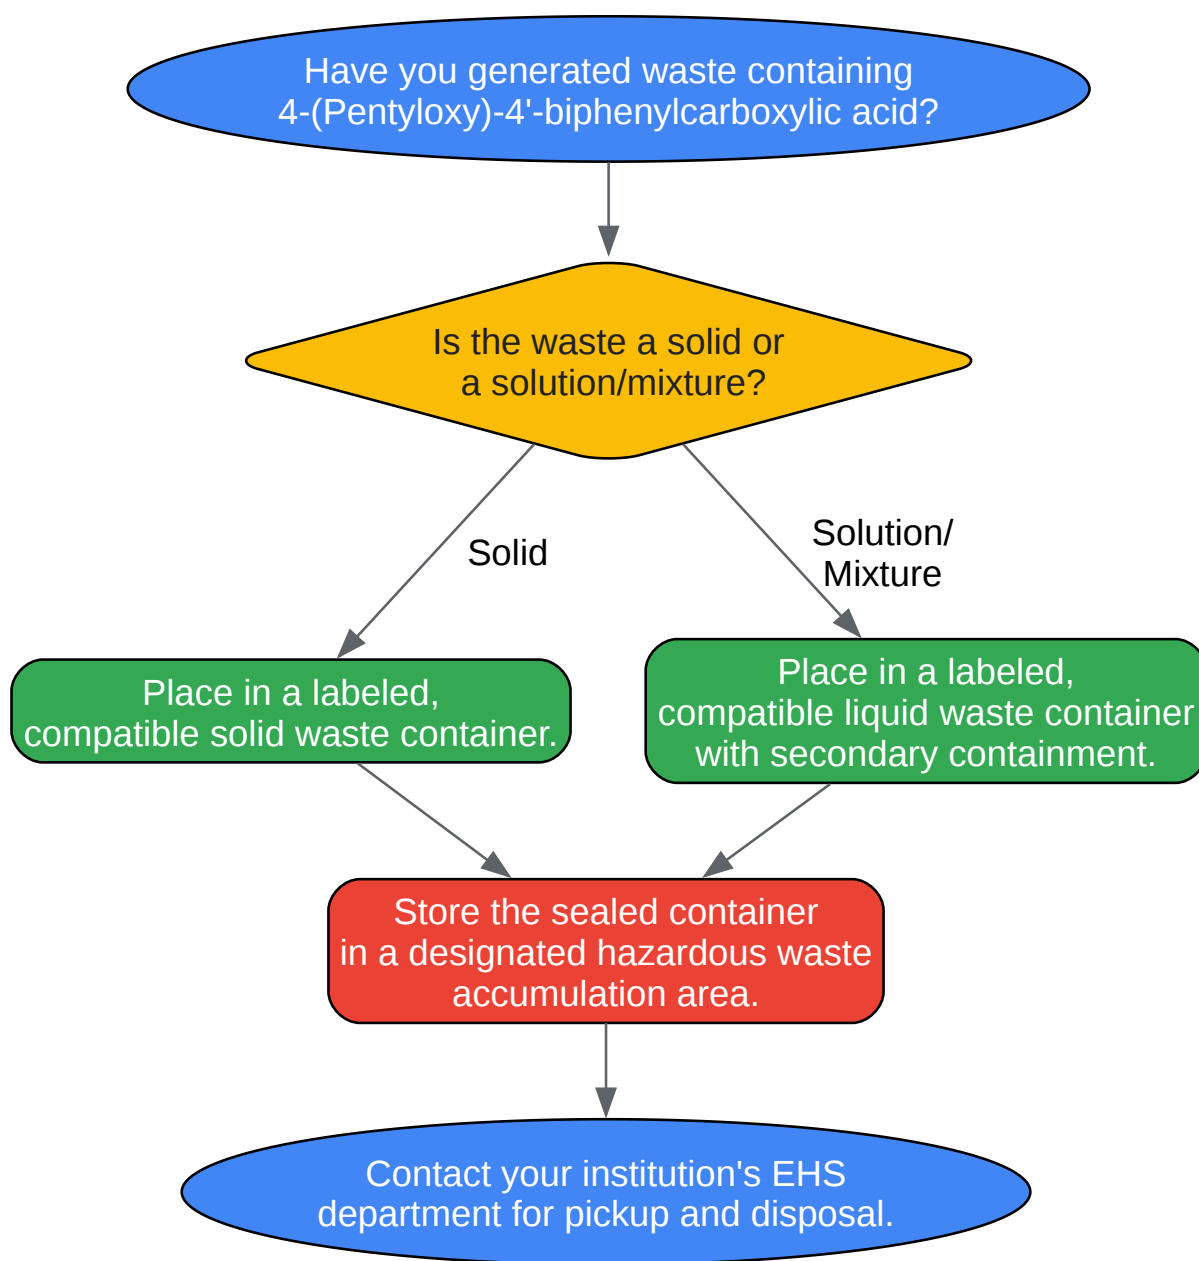 Have you generated waste containing
4-(Pentyloxy)-4'-biphenylcarboxylic acid?
Is the waste a solid or
a solution/mixture?
Solid
Solution/
Mixture
Place in a labeled,
compatible solid waste container.
Place in a labeled,
compatible liquid waste container
with secondary containment.
Store the sealed container
in a designated hazardous waste
accumulation area.
Contact your institution's EHS
department for pickup and disposal.